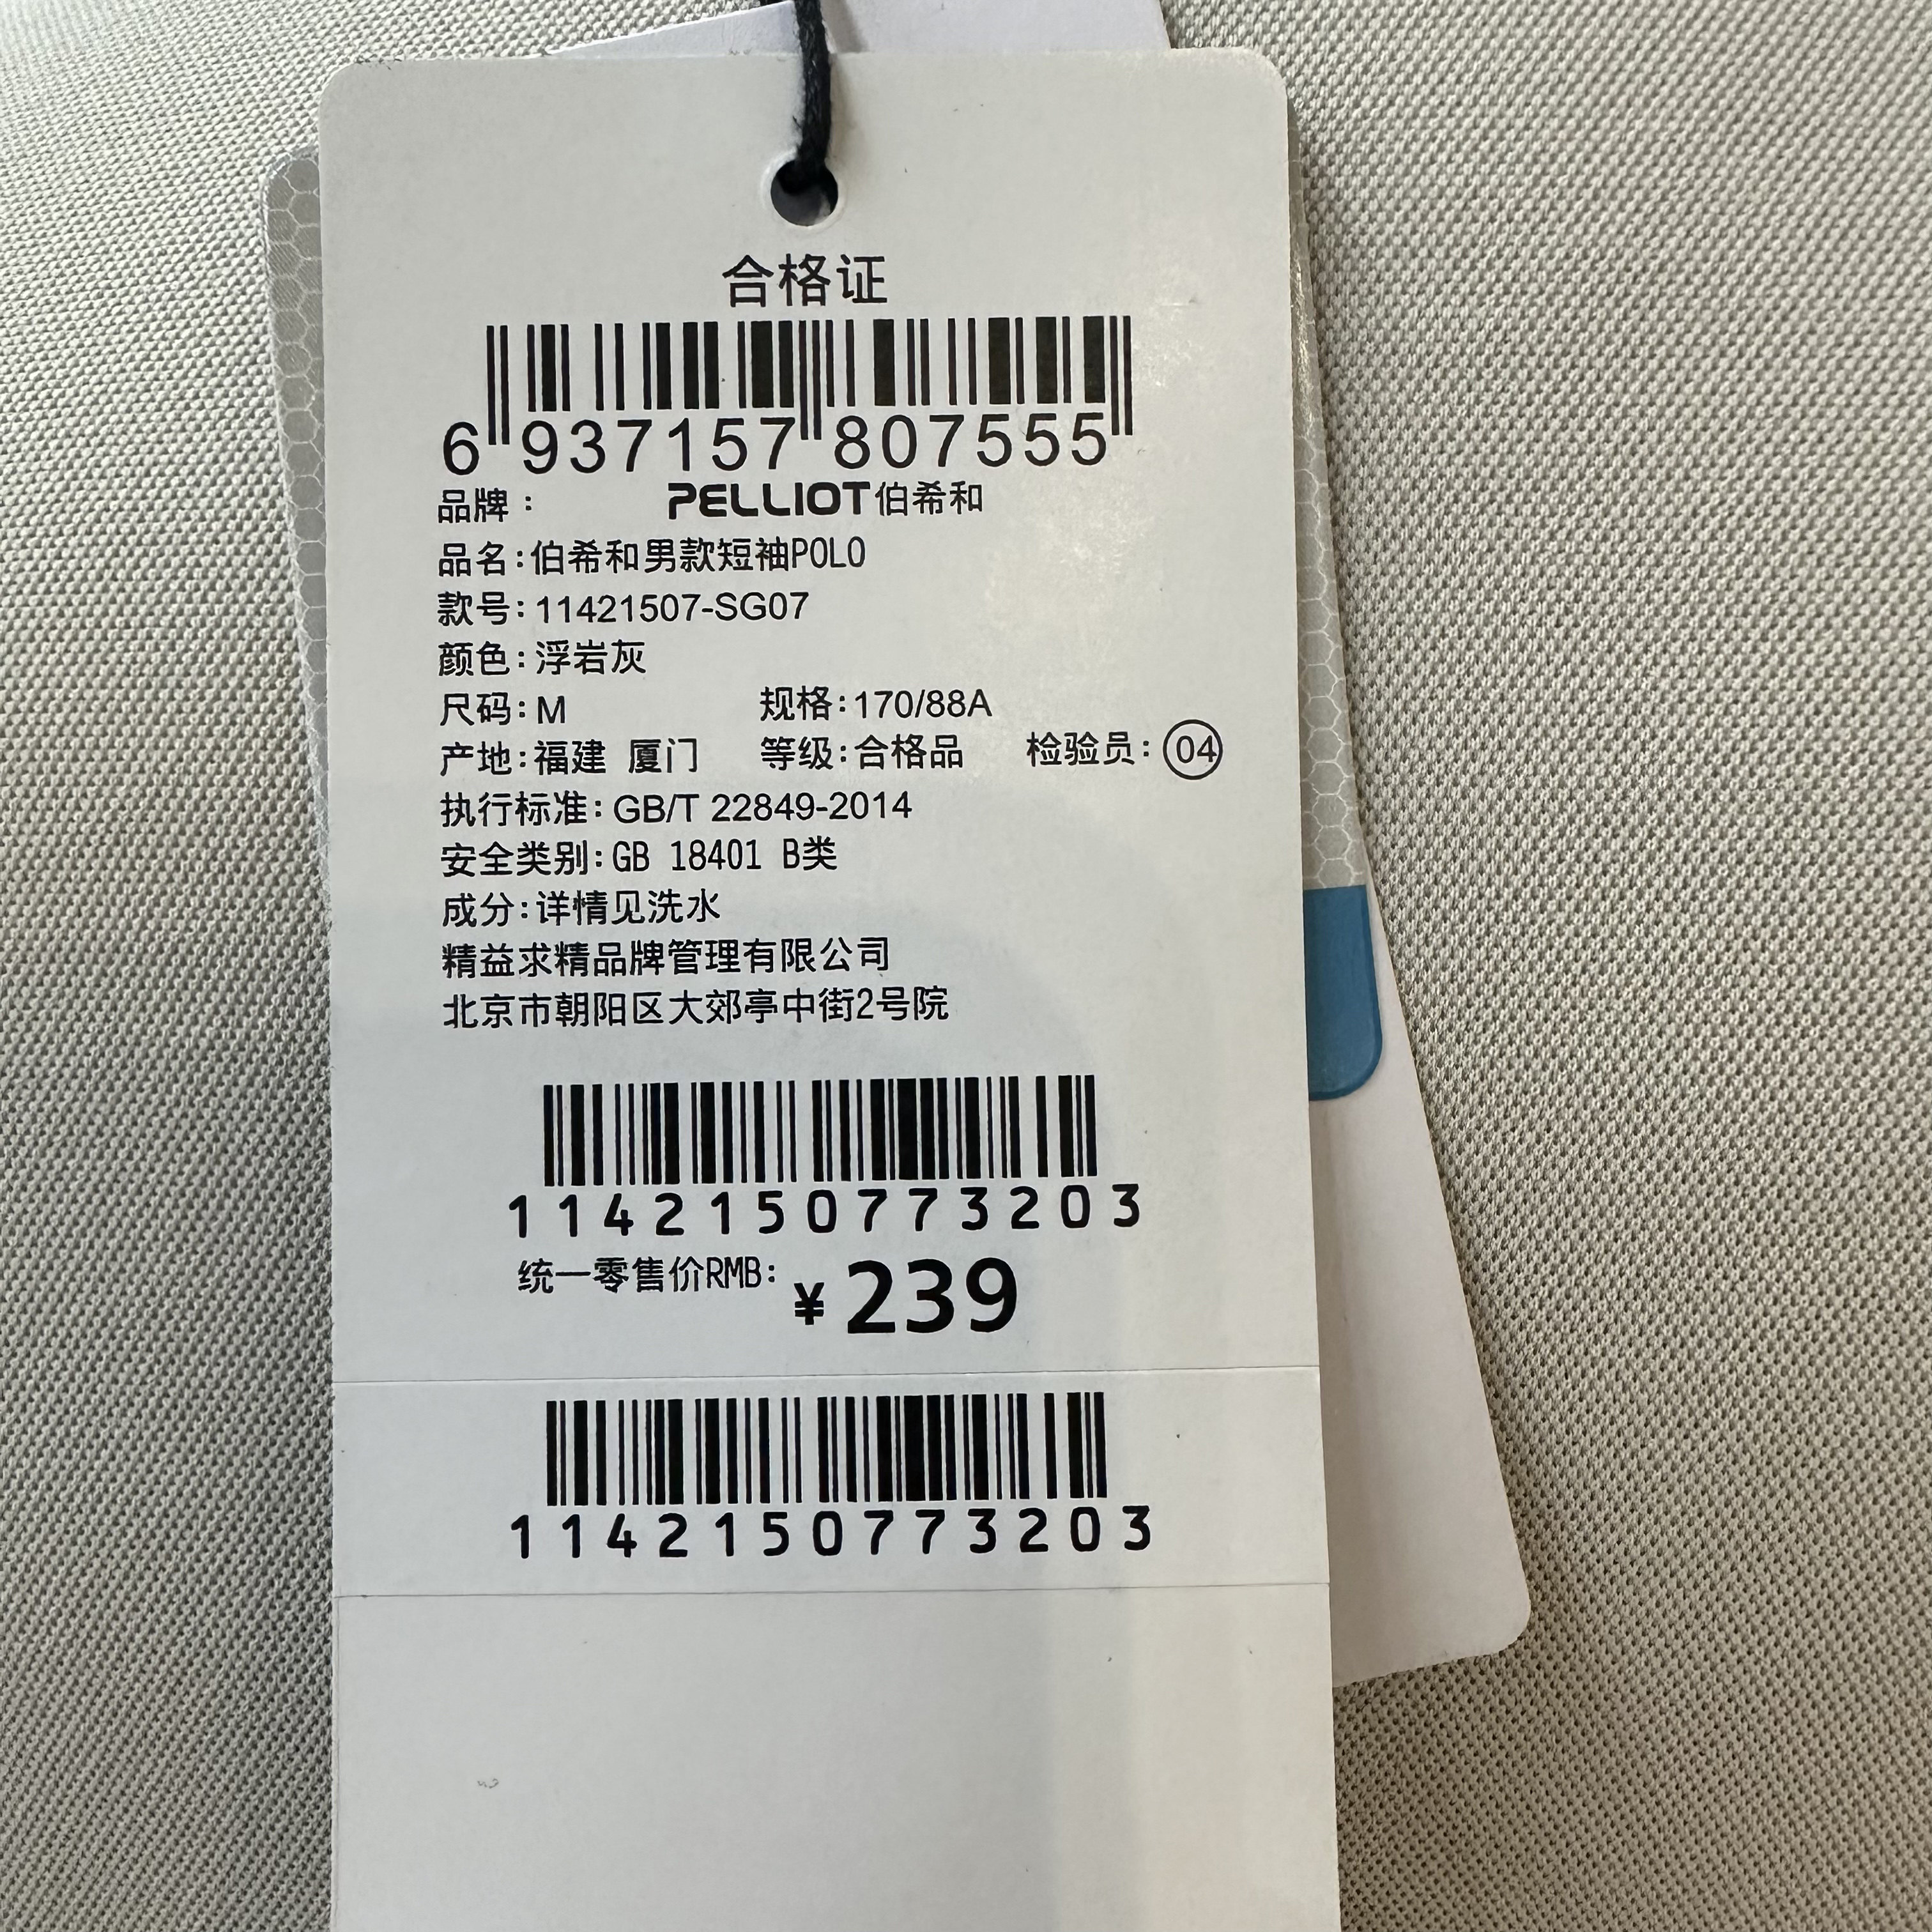 合格证
6 937157 807555
品牌: PELLIOT伯希和
品名:伯希和男款短袖POLO
款号:11421507-SG07
颜色:浮岩灰
尺码:M 规格:170/88A
产地:福建 厦门 等级:合格品 检验员:04
执行标准:GB/T 22849-2014
安全类别:GB 18401 B类
成分:详情见洗水
精益求精品牌管理有限公司
北京市朝阳区大郊亭中街2号院
1142150773203
统一零售价RMB: ¥239
1142150773203